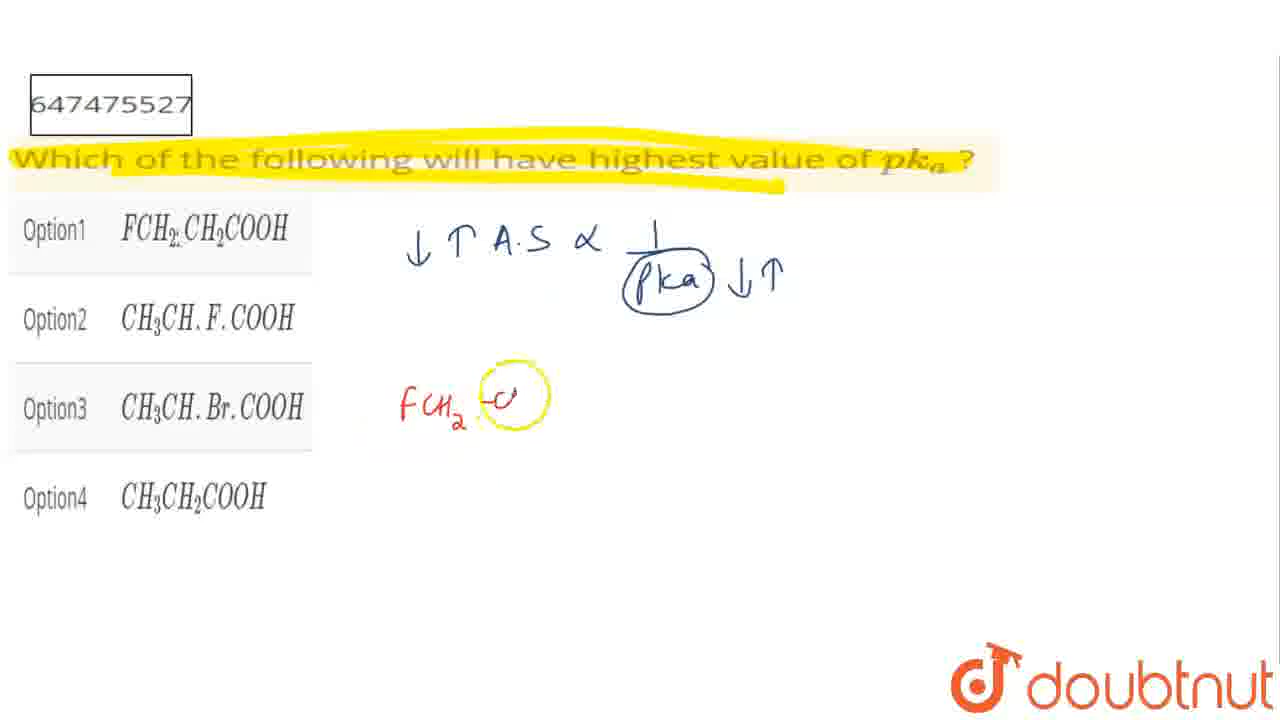 647475527
Which of the following will have highest value of pkₐ ?
Option1 FCH₂.CH₂COOH
↓ ↑ A.S ∝ 1/pka ↓↑
Option2 CH₃CH.F.COOH
Option3 CH₃CH.Br.COOH
FCH₂ - C
Option4 CH₃CH₂COOH
doubtnut